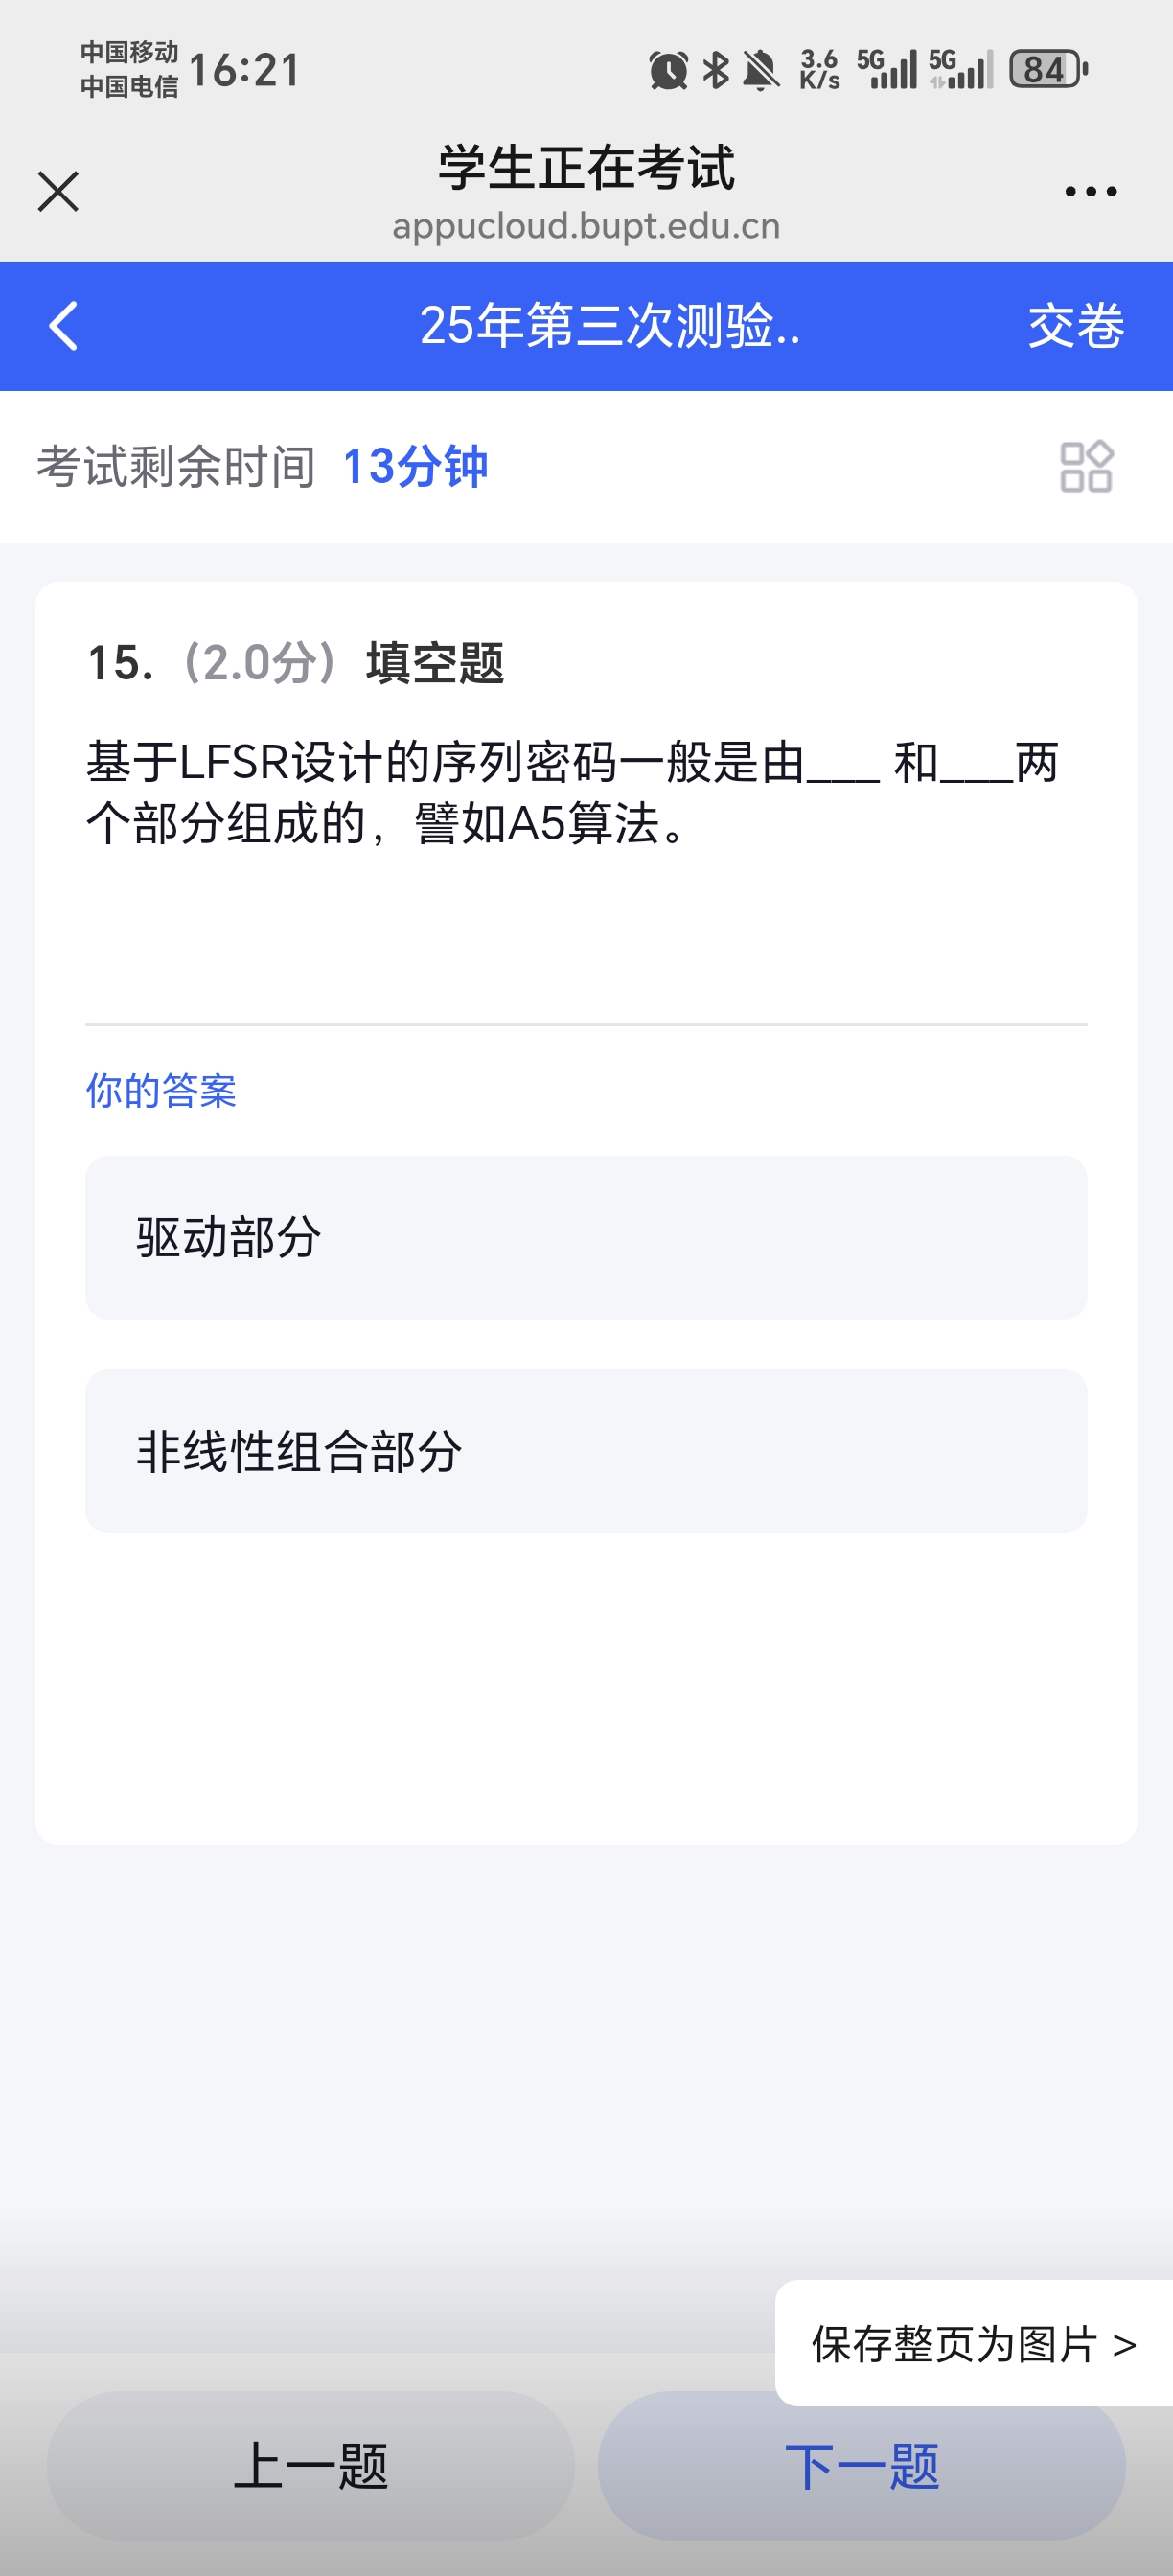 中国移动
中国电信
16:21
3.6
K/s
5G
5G
84
学生正在考试
appucloud.bupt.edu.cn
25年第三次测验..
交卷
考试剩余时间 13分钟
15. (2.0分) 填空题
基于LFSR设计的序列密码一般是由___ 和___两
个部分组成的，譬如A5算法。
你的答案
驱动部分
非线性组合部分
保存整页为图片 >
上一题
下一题